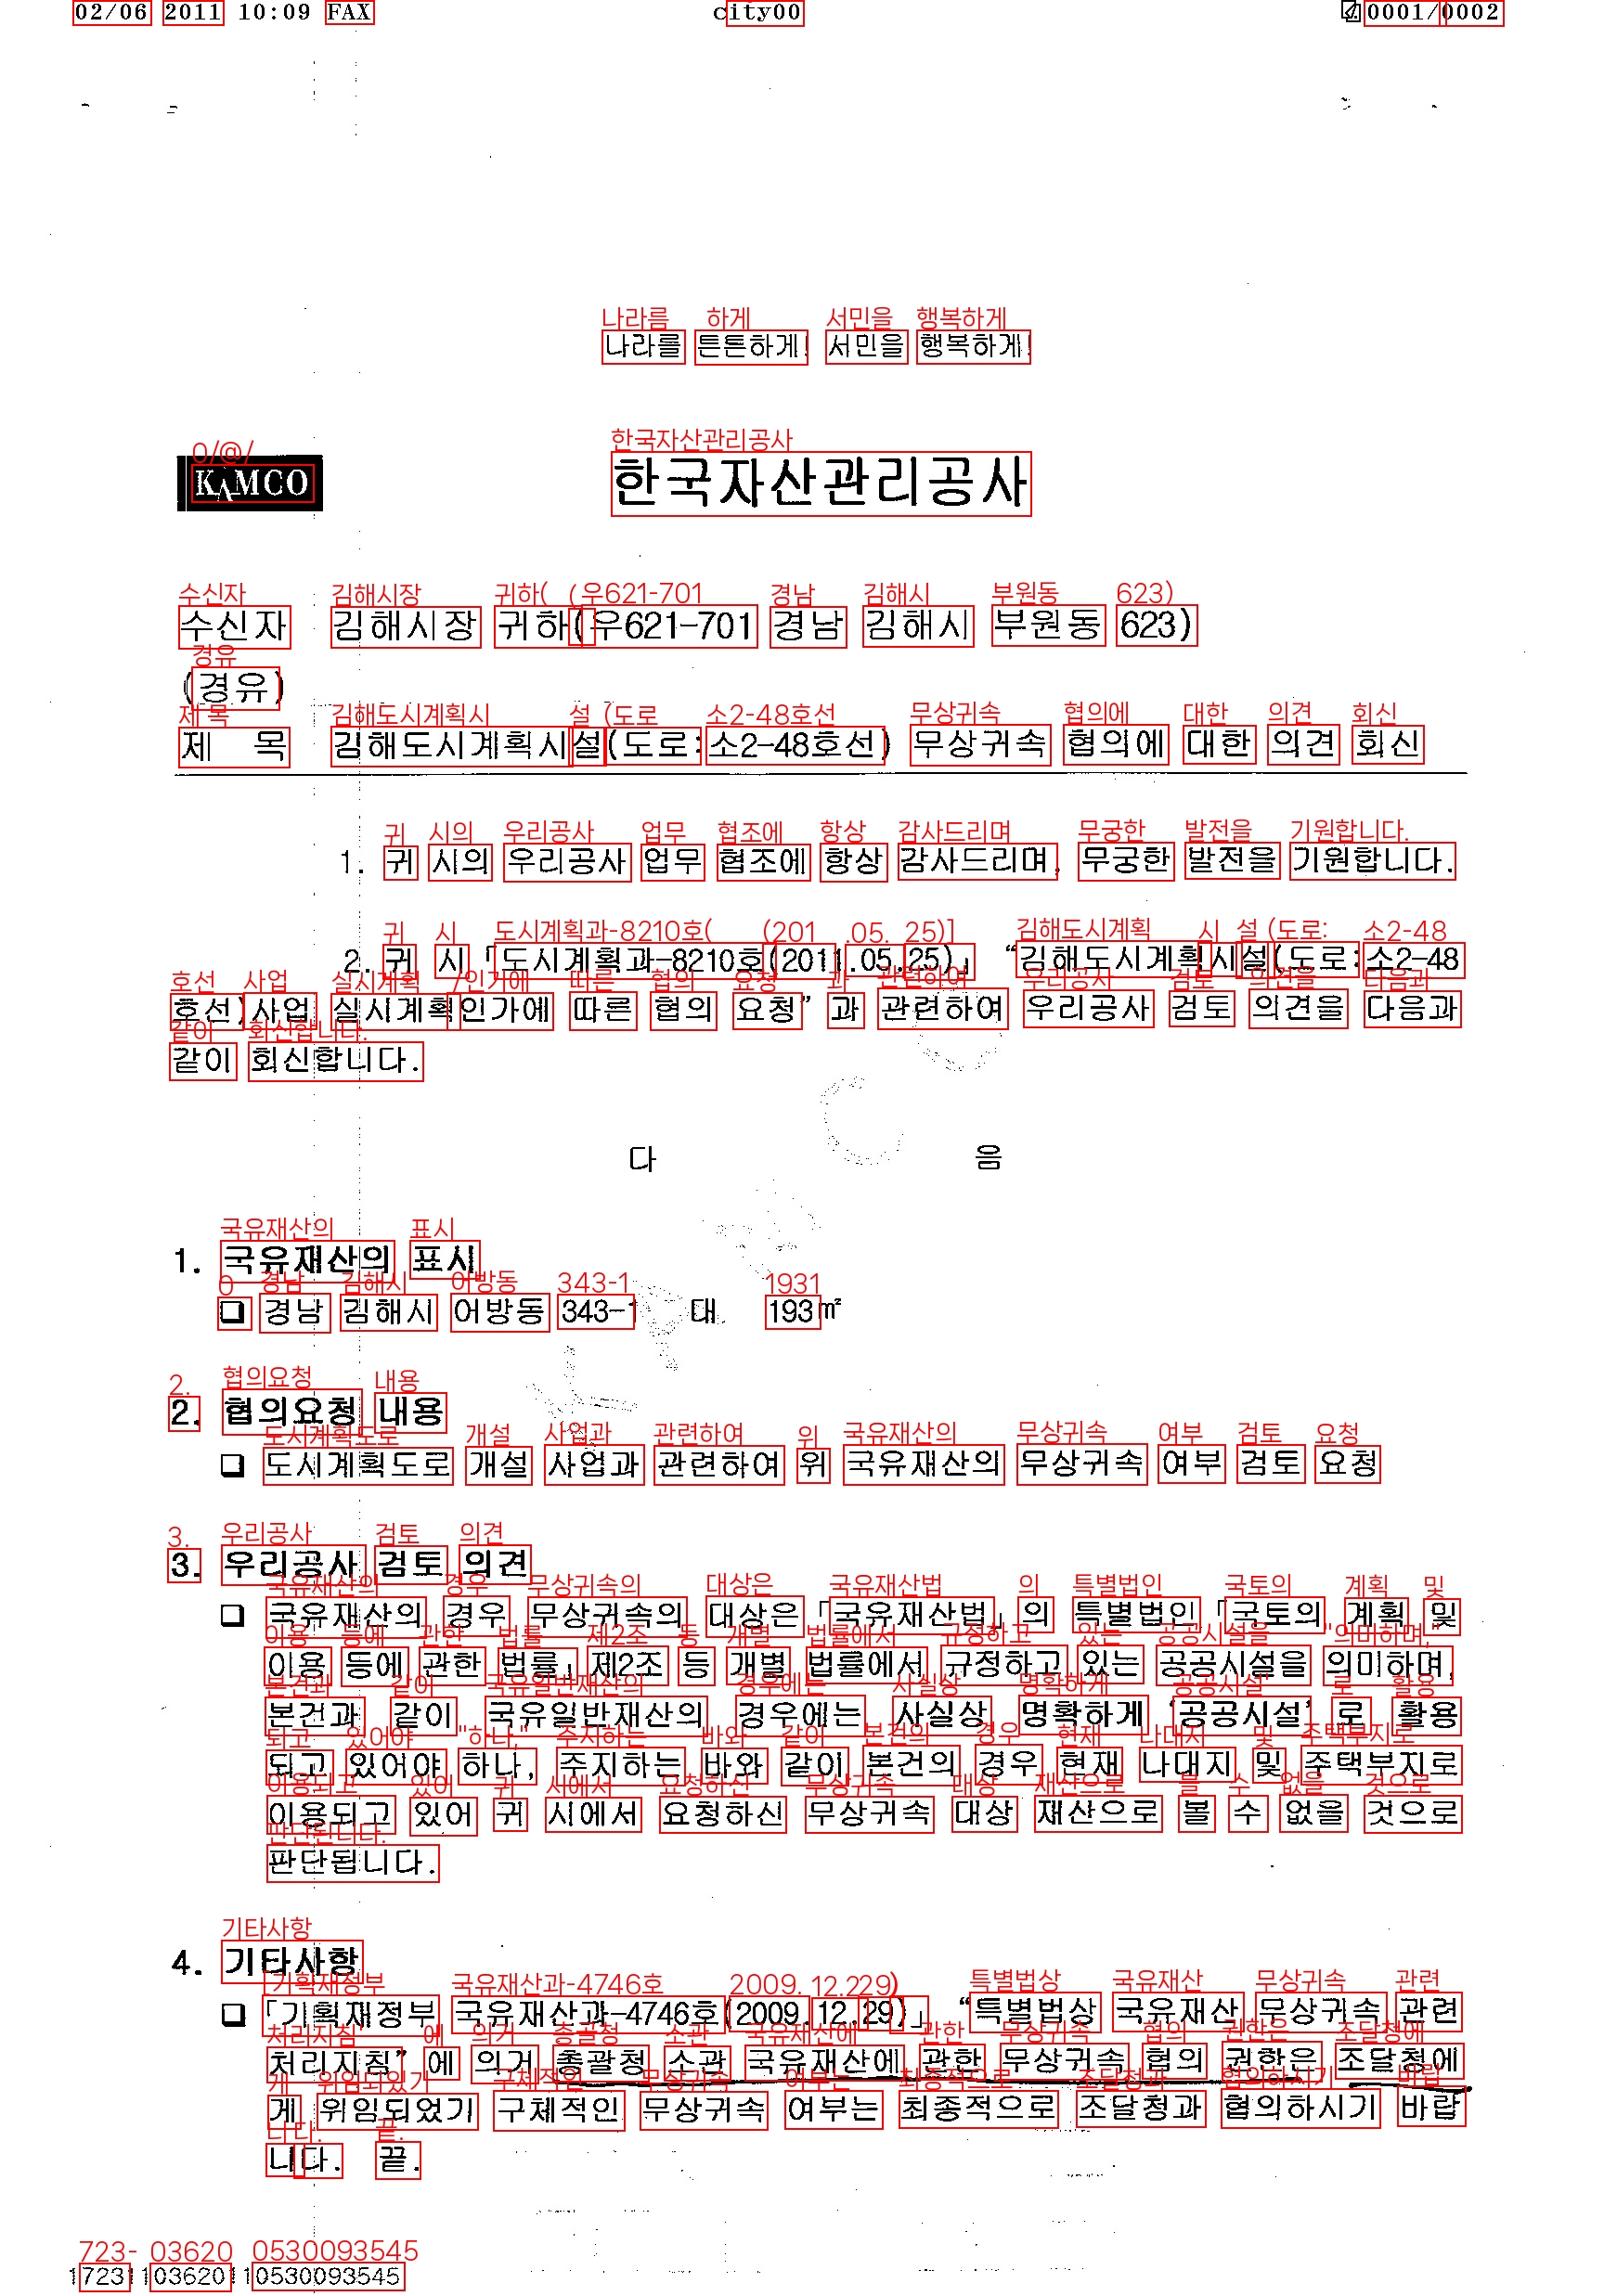 02/06 2011 10:09 FAX city00 0001/0002
나라를 튼튼하게! 서민을 행복하게!
KAMCO 한국자산관리공사
수신자 김해시장 귀하(우621-701 경남 김해시 부원동 623)
(경유)
제 목 김해도시계획시설(도로:소2-48호선) 무상귀속 협의에 대한 의견 회신
1. 귀 시의 우리공사 업무 협조에 항상 감사드리며, 무궁한 발전을 기원합니다.
2. 귀 시「도시계획과-8210호(2011.05.25)」 “김해도시계획시설(도로:소2-48
호선)사업 실시계획인가에 따른 협의 요청” 과 관련하여 우리공사 검토 의견을 다음과
같이 회신합니다.
다 음
1. 국유재산의 표시
❑ 경남 김해시 어방동 343-1 대 193㎡
2. 협의요청 내용
❑ 도시계획도로 개설 사업과 관련하여 위 국유재산의 무상귀속 여부 검토 요청
3. 우리공사 검토 의견
❑ 국유재산의 경우 무상귀속의 대상은「국유재산법」의 특별법인「국토의 계획 및
이용 등에 관한 법률」제2조 등 개별 법률에서 규정하고 있는 공공시설을 의미하며,
본건과 같이 국유일반재산의 경우에는 사실상 명확하게 ‘공공시설’ 로 활용
되고 있어야 하나, 주지하는 바와 같이 본건의 경우 현재 나대지 및 주택부지로
이용되고 있어 귀 시에서 요청하신 무상귀속 대상 재산으로 볼 수 없을 것으로
판단됩니다.
4. 기타사항
❑ 「기획재정부 국유재산과-4746호(2009.12.29)」 “특별법상 국유재산 무상귀속 관련
처리지침” 에 의거 총괄청 소관 국유재산에 관한 무상귀속 협의 권한은 조달청에
게 위임되었기 구체적인 무상귀속 여부는 최종적으로 조달청과 협의하시기 바랍
니다. 끝.
17231103620110530093545